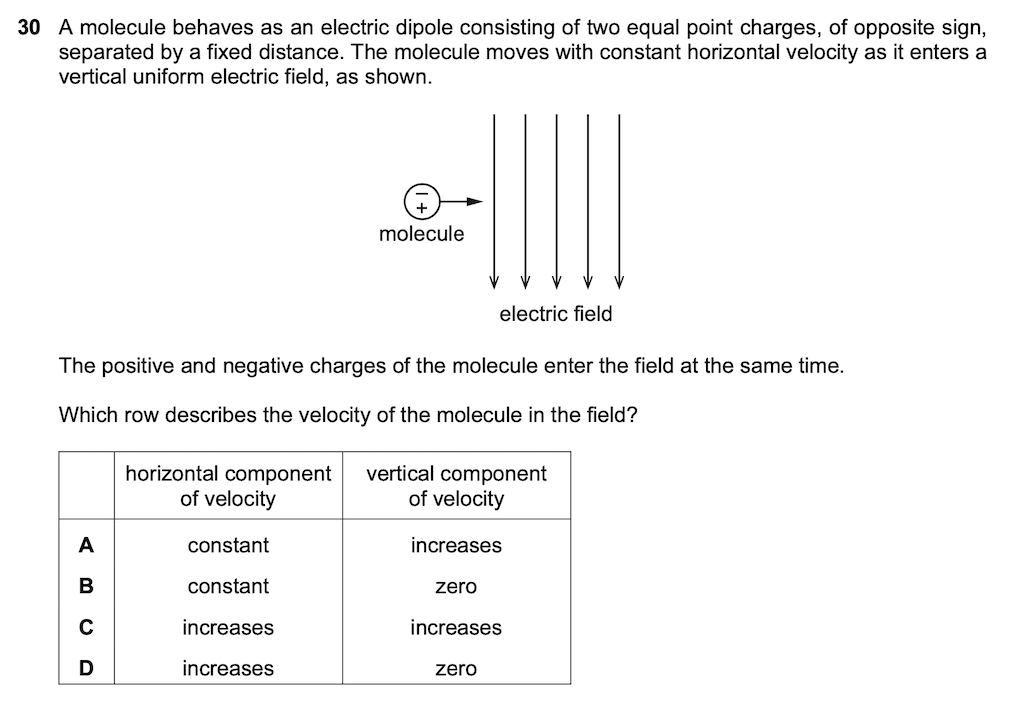 30 A molecule behaves as an electric dipole consisting of two equal point charges, of opposite sign,
separated by a fixed distance. The molecule moves with constant horizontal velocity as it enters a
vertical uniform electric field, as shown.
−
+
molecule
electric field
The positive and negative charges of the molecule enter the field at the same time.
Which row describes the velocity of the molecule in the field?
horizontal component
of velocity
vertical component
of velocity
A constant increases
B constant zero
C increases increases
D increases zero